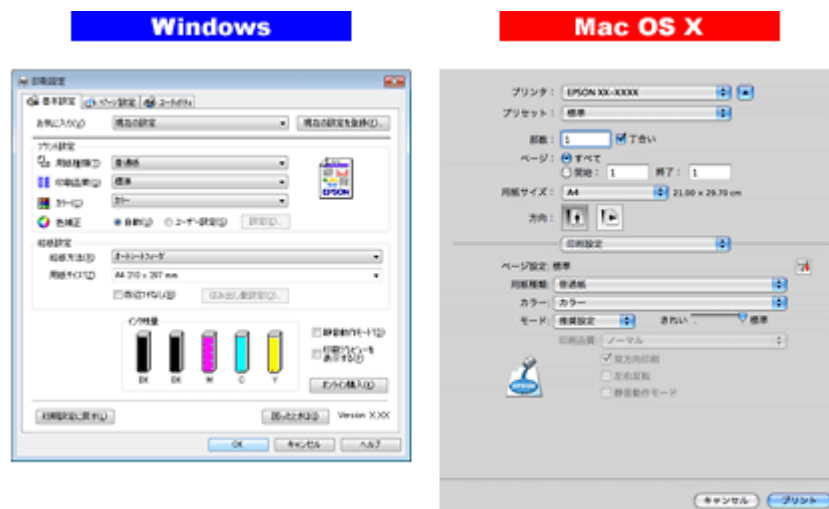 Windows
Mac OS X
印刷設定
基本設定
ページ設定
ユーティリティ
お気に入り(V)
現在の設定
現在の設定を登録(D)...
プリント設定
用紙種類(T)
普通紙
印刷品質(Q)
標準
カラー(C)
カラー
色補正
自動(U)
ユーザー設定(S)
設定(D)...
EPSON
給紙設定
給紙方法(R)
オートシートフィーダ
用紙サイズ(Z)
A4 210 x 297 mm
四辺フチなし(B)
はみ出し量設定(G)...
インク残量
BK
BK
M
C
Y
静音動作モード(2)
印刷プレビューを
表示する(P)
オンライン購入(X)
初期設定に戻す(L)
困ったときは(3)
Version X.XX
OK
キャンセル
ヘルプ
プリンタ： EPSON XX-XXXX
プリセット： 標準
部数： 1 丁合い
ページ： すべて
開始： 1 終了： 1
用紙サイズ： A4 21.00 x 29.70 cm
方向：
印刷設定
ページ設定: 標準
用紙種類: 普通紙
カラー: カラー
モード: 推奨設定 きれい 標準
印刷品質: ノーマル
双方向印刷
左右反転
静音動作モード
EPSON
キャンセル プリント